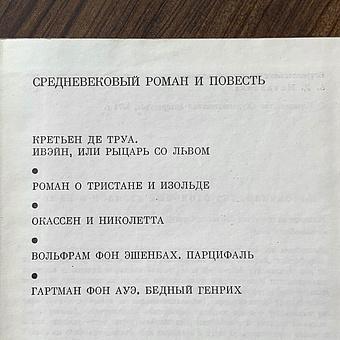 СРЕДНЕВЕКОВЫЙ РОМАН И ПОВЕСТЬ
КРЕТЬЕН ДЕ ТРУА.
ИВЭЙН, ИЛИ РЫЦАРЬ СО ЛЬВОМ
●
РОМАН О ТРИСТАНЕ И ИЗОЛЬДЕ
●
ОКАССЕН И НИКОЛЕТТА
●
ВОЛЬФРАМ ФОН ЭШЕНБАХ. ПАРЦИФАЛЬ
●
ГАРТМАН ФОН АУЭ. БЕДНЫЙ ГЕНРИХ